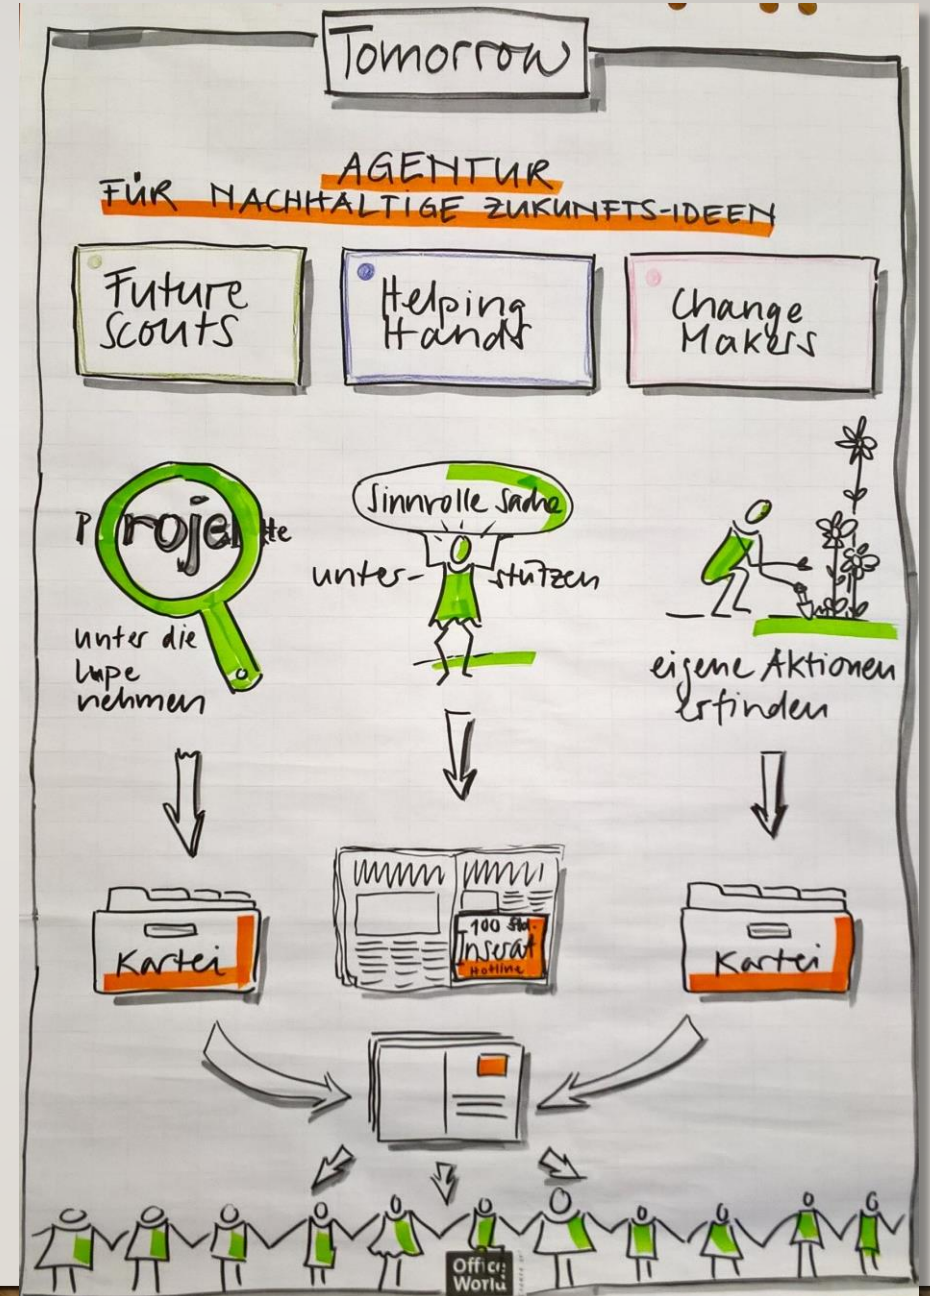 Tomorrow
AGENTUR
FÜR NACHHALTIGE ZUKUNFTS-IDEEN
Future
Scouts
Helping
Hands
Change
Makers
Projekte
unter die
Lupe
nehmen
Sinnvolle Sache
unter- stützen
eigene Aktionen
erfinden
Kartei
100 Std.
Inserat
Hotline
Kartei
Office
World